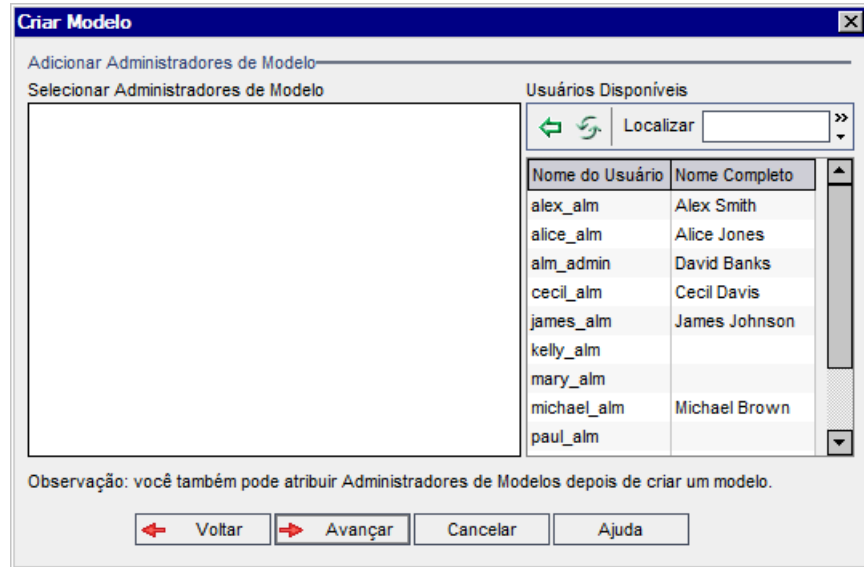 Criar Modelo
Adicionar Administradores de Modelo
Selecionar Administradores de Modelo
Usuários Disponíveis
Localizar
Nome do Usuário Nome Completo
alex_alm Alex Smith
alice_alm Alice Jones
alm_admin David Banks
cecil_alm Cecil Davis
james_alm James Johnson
kelly_alm
mary_alm
michael_alm Michael Brown
paul_alm
Observação: você também pode atribuir Administradores de Modelos depois de criar um modelo.
Voltar Avançar Cancelar Ajuda